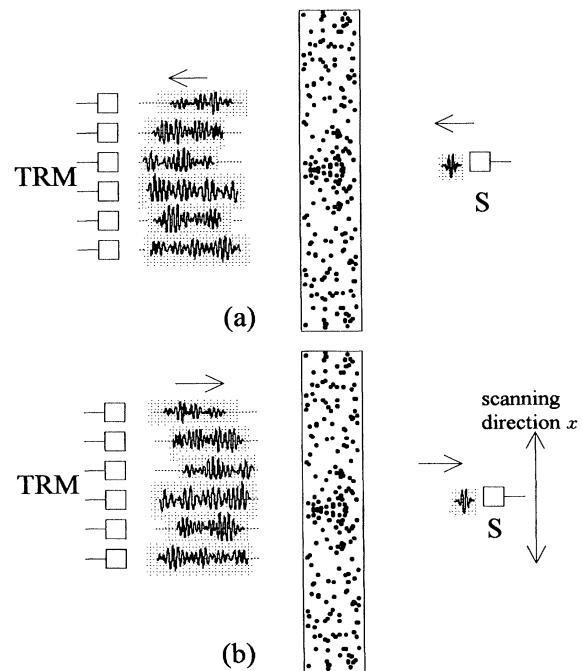 TRM
S
(a)
scanning
direction x
TRM
S
(b)